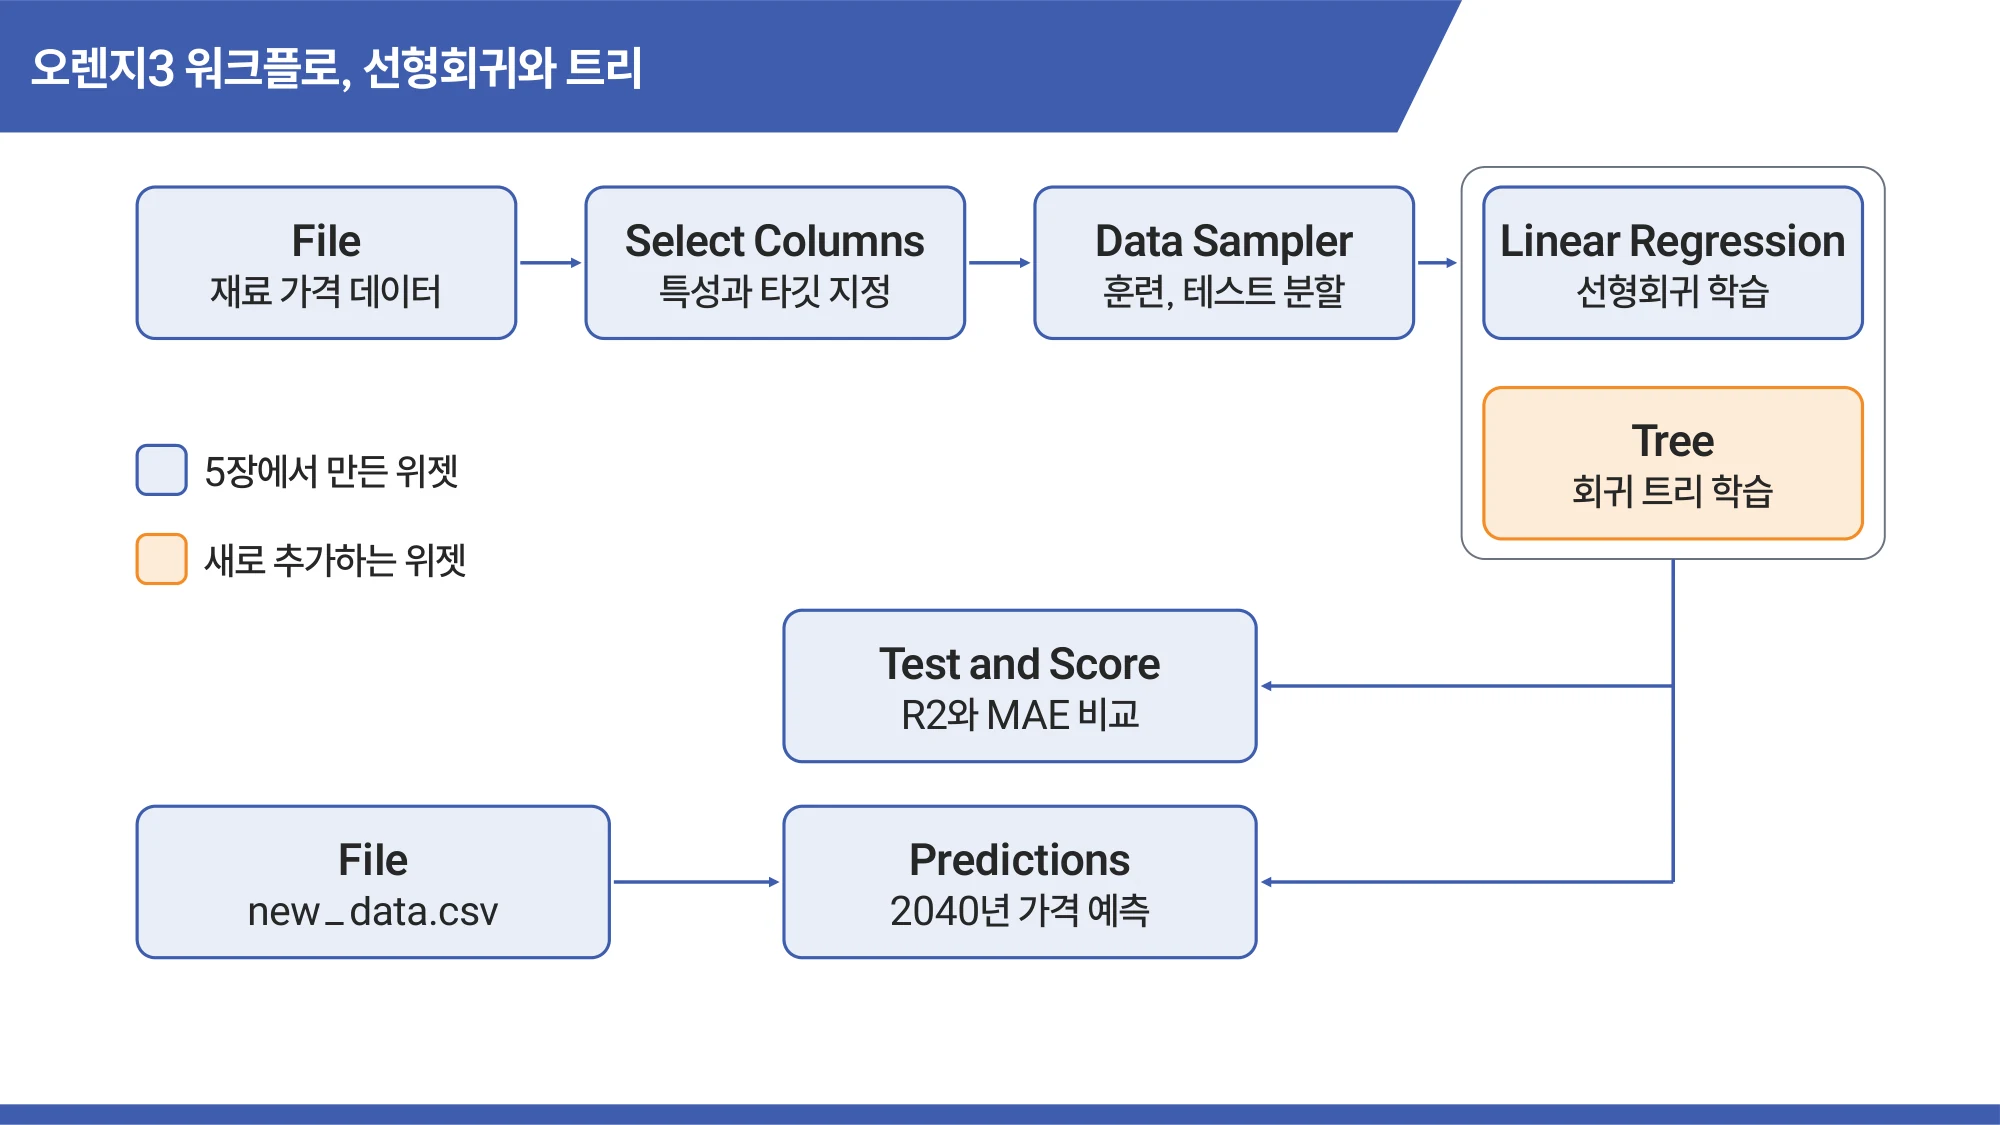 오렌지3 워크플로, 선형회귀와 트리
File
재료 가격 데이터
Select Columns
특성과 타깃 지정
Data Sampler
훈련, 테스트 분할
Linear Regression
선형회귀 학습
Tree
회귀 트리 학습
5장에서 만든 위젯
새로 추가하는 위젯
Test and Score
R2와 MAE 비교
File
new_data.csv
Predictions
2040년 가격 예측